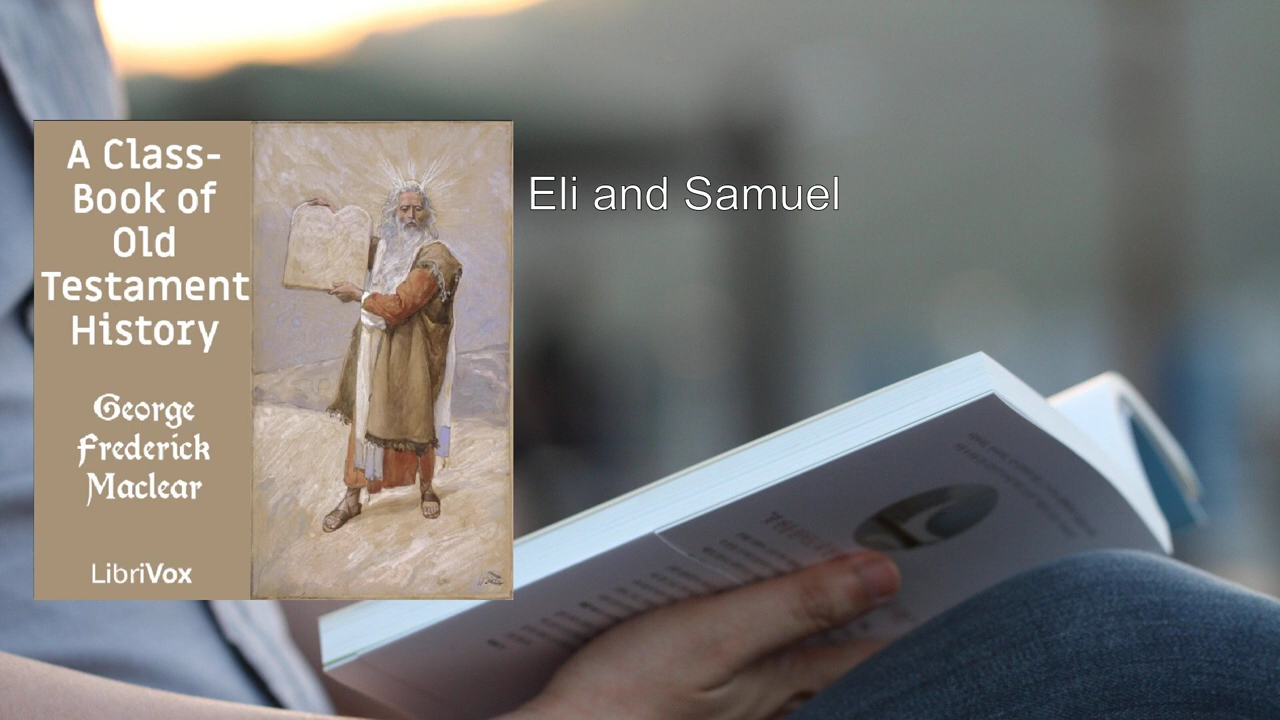 A Class-
Book of
Old
Testament
History
George
Frederick
Maclear
LibriVox
Eli and Samuel